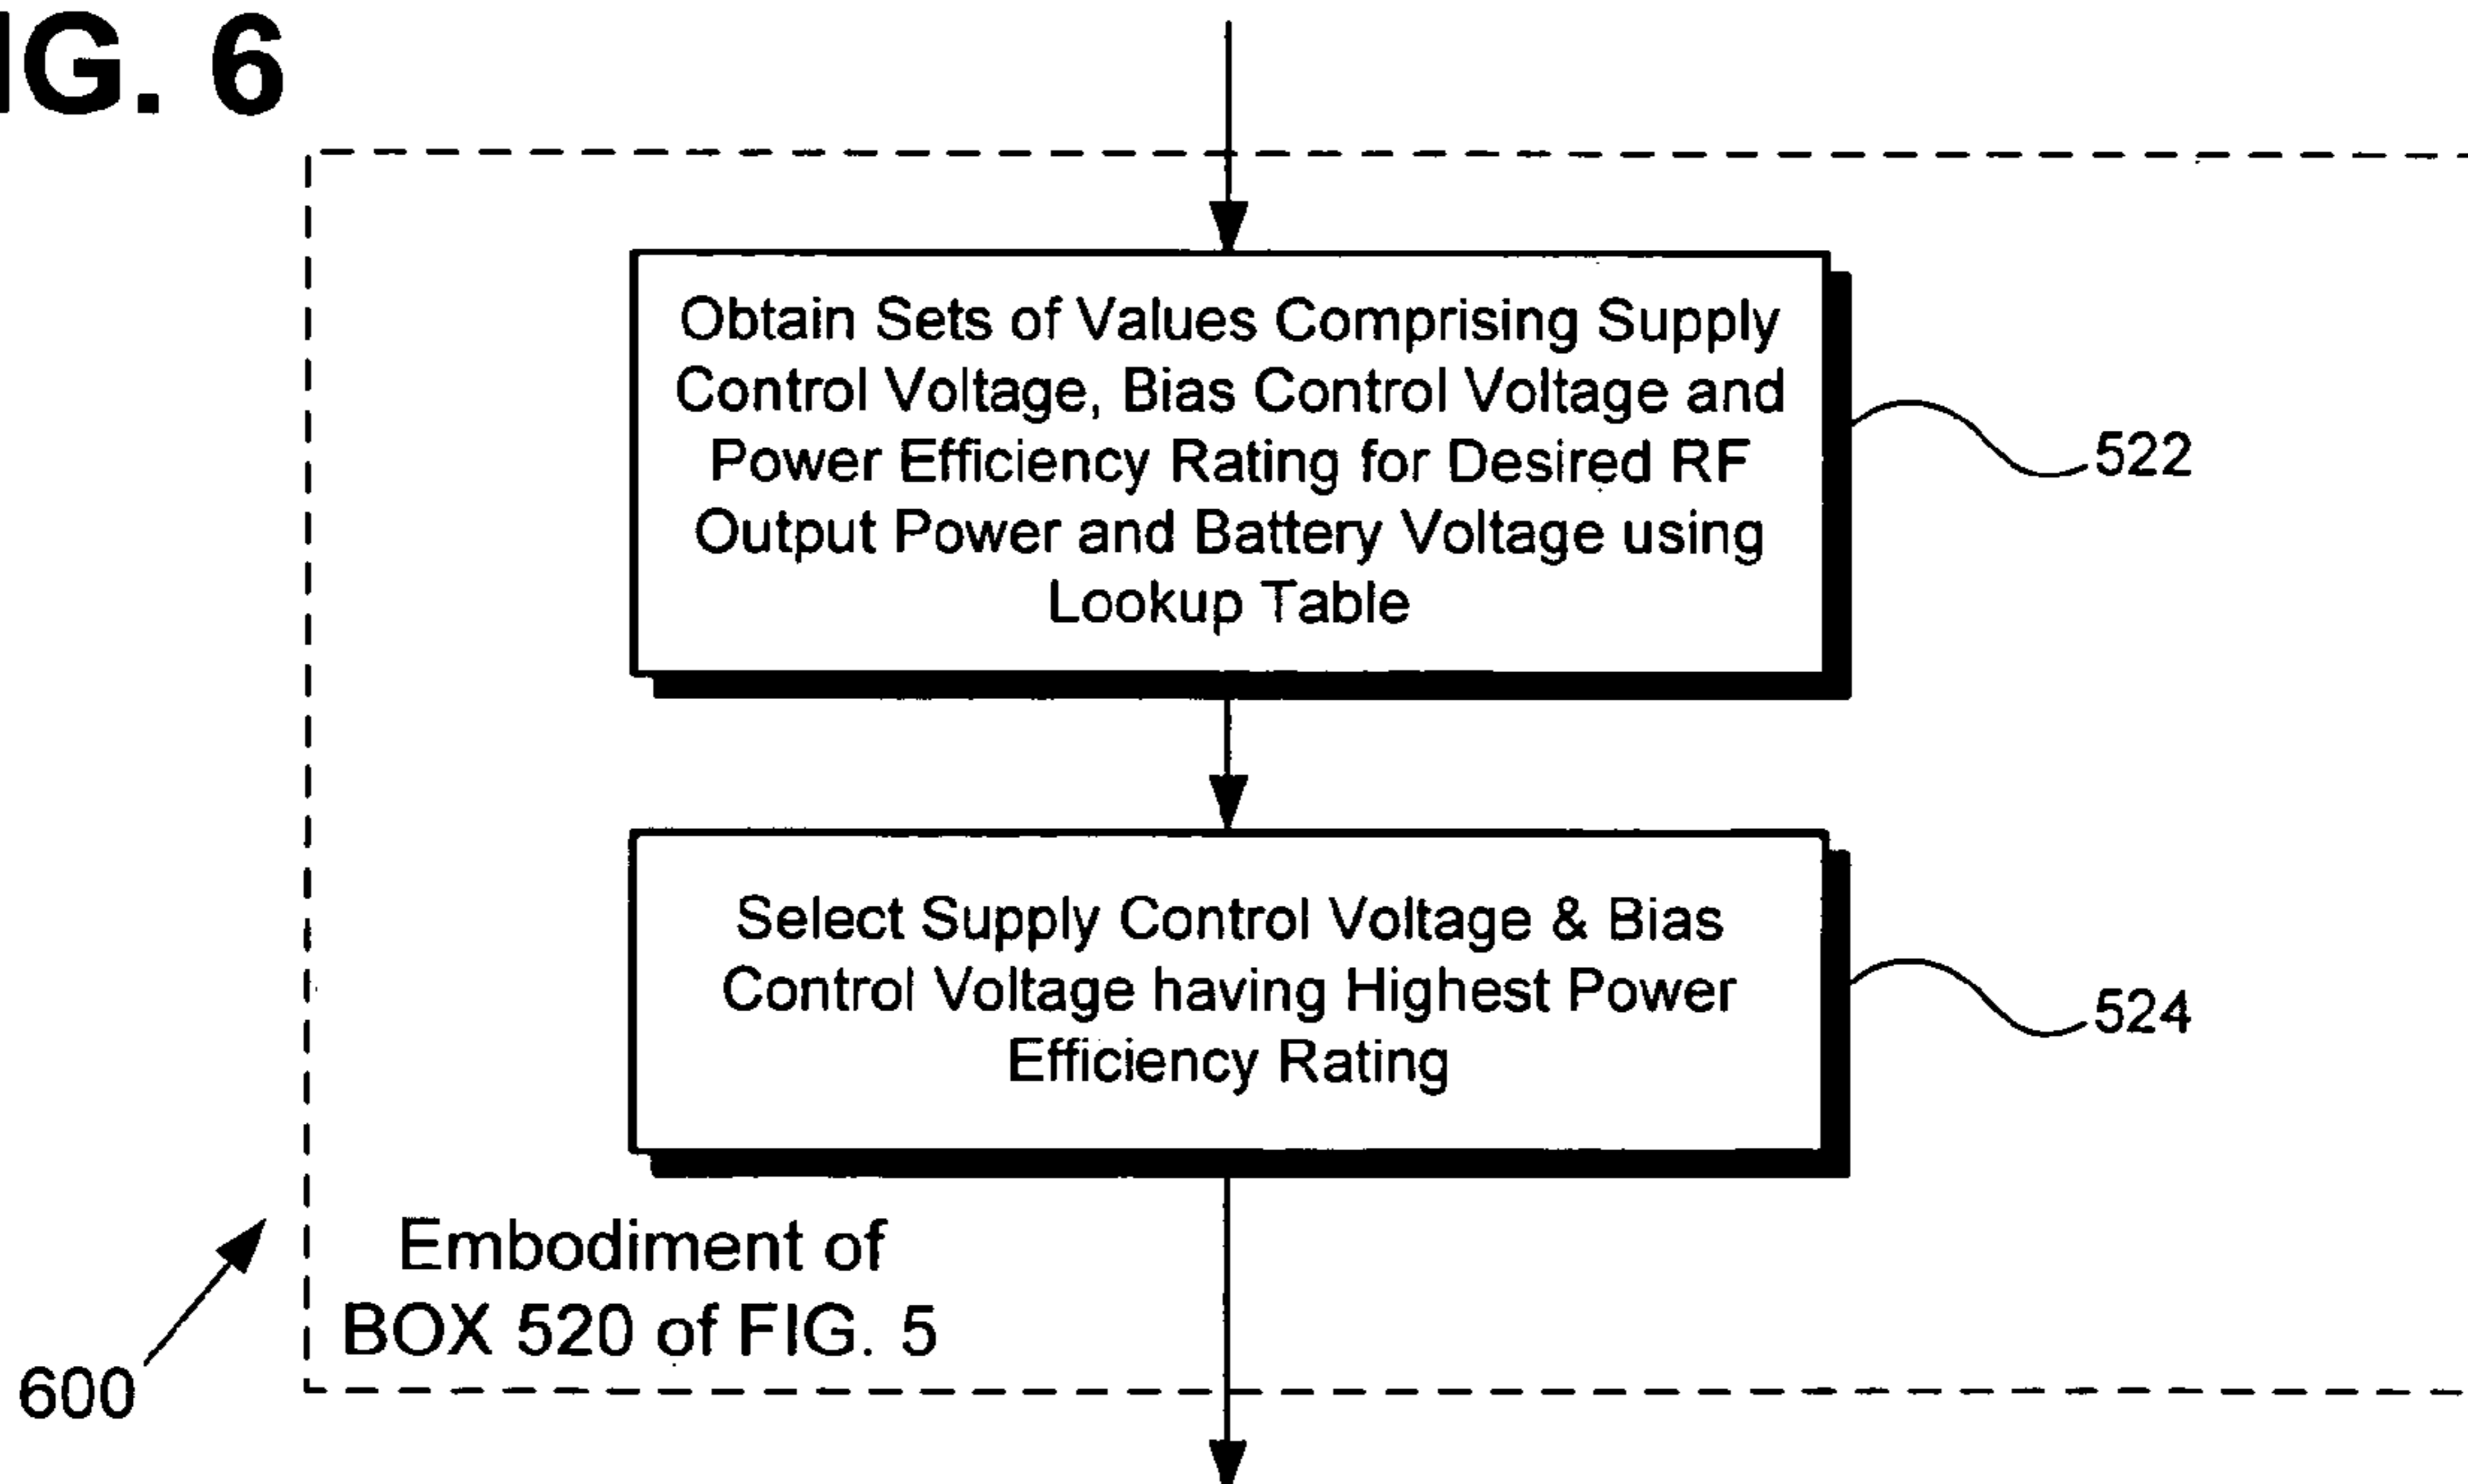 IG. 6
Obtain Sets of Values Comprising Supply
Control Voltage, Bias Control Voltage and
Power Efficiency Rating for Desired RF
Output Power and Battery Voltage using
Lookup Table
522
Select Supply Control Voltage & Bias
Control Voltage having Highest Power
Efficiency Rating
524
Embodiment of
BOX 520 of FIG. 5
600